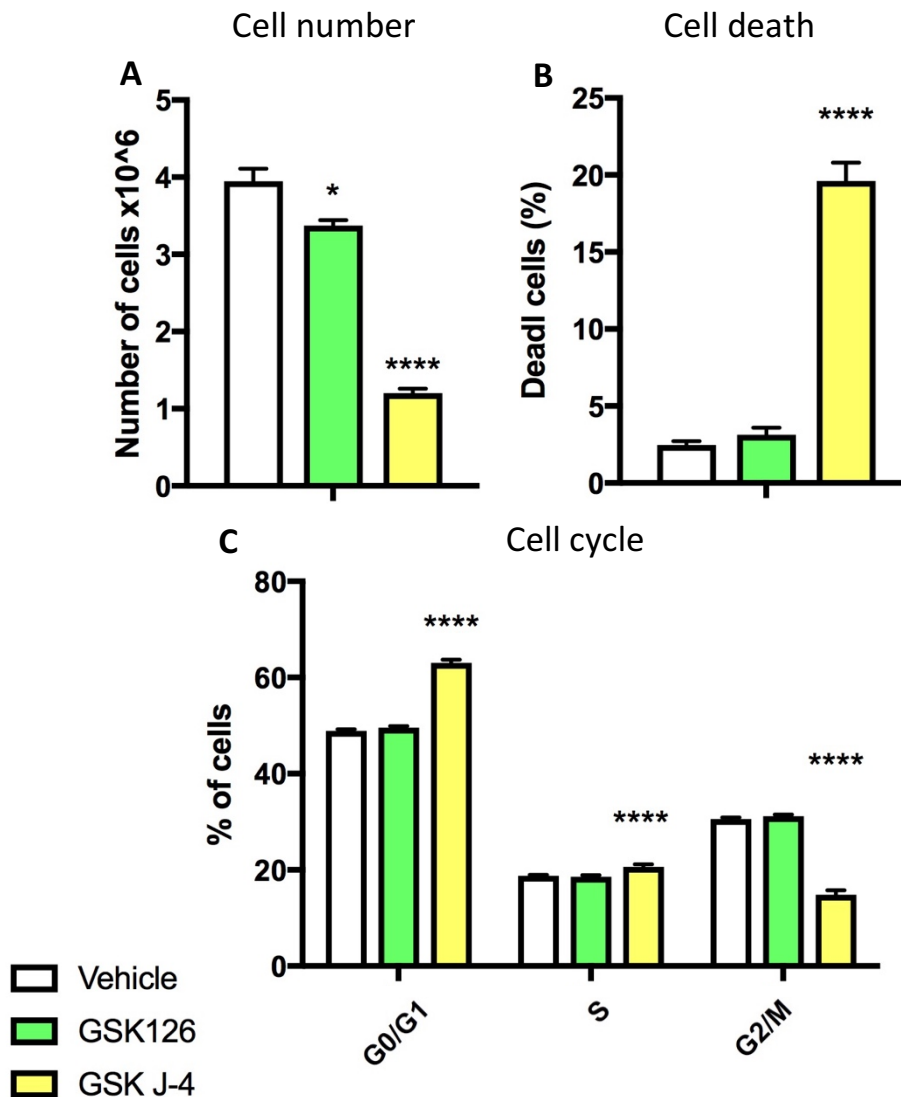 Cell number
Cell death
A
B
Number of cells x10^6
5
4
3
2
1
0
*
****
Deadl cells (%)
25
20
15
10
5
0
****
C
Cell cycle
% of cells
80
60
40
20
0
****
****
****
G0/G1
S
G2/M
Vehicle
GSK126
GSK J-4